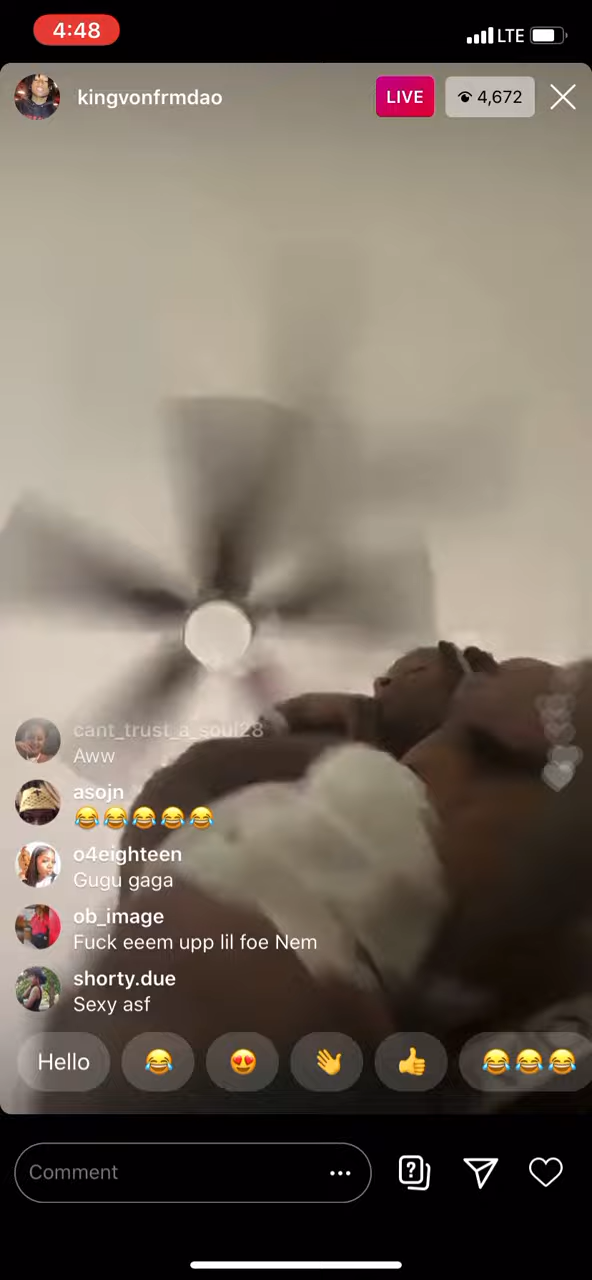 4:48
LTE
kingvonfrmdao
LIVE
4,672
cant_trust_a_soul28
Aww
asojn
😂😂😂😂😂
o4eighteen
Gugu gaga
ob_image
Fuck eeem upp lil foe Nem
shorty.due
Sexy asf
Hello 😂 😍 👋 👍 😂😂😂
Comment